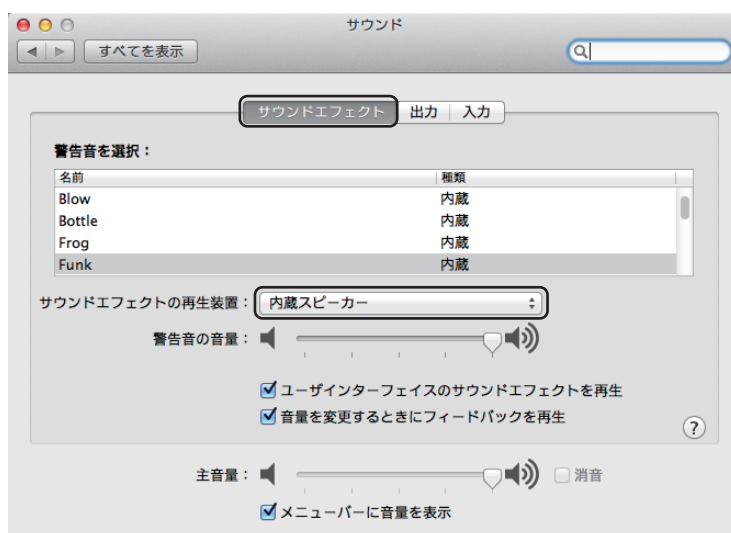 サウンド
すべてを表示
サウンドエフェクト 出力 入力
警告音を選択：
名前 種類
Blow 内蔵
Bottle 内蔵
Frog 内蔵
Funk 内蔵
サウンドエフェクトの再生装置： 内蔵スピーカー
警告音の音量：
ユーザインターフェイスのサウンドエフェクトを再生
音量を変更するときにフィードバックを再生
?
主音量： 消音
メニューバーに音量を表示